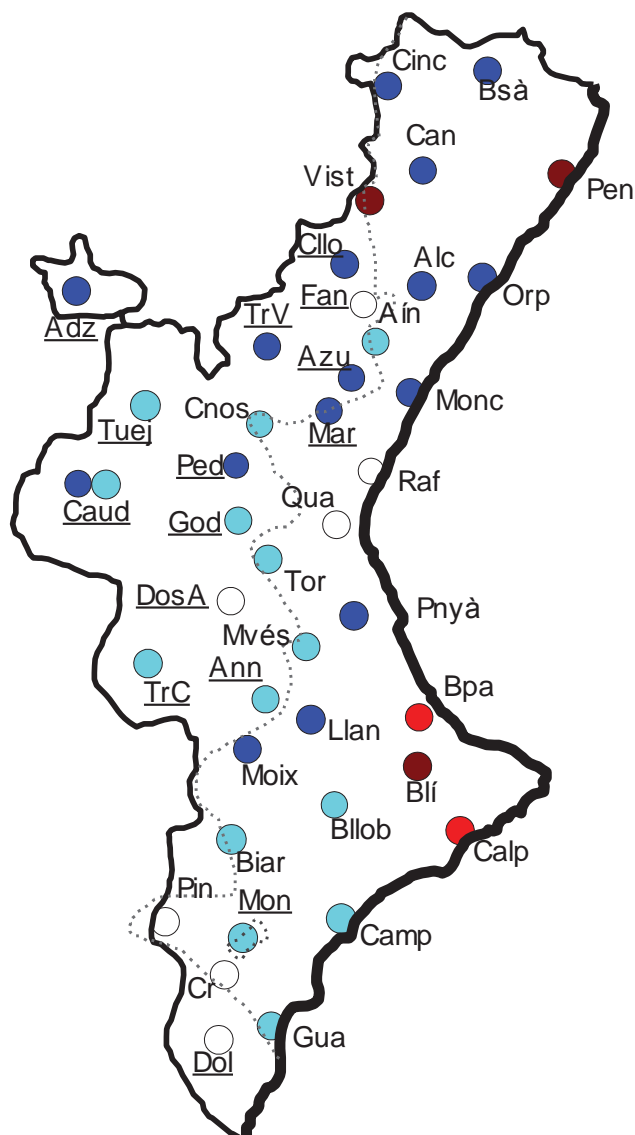 Cinc
Bsà
Can
Vist
Pen
Cllo
Alc
Orp
Fan
Adz
TrV
Aín
Azu
Monc
Cnos
Mar
Tuej
Ped
Raf
Qua
Caud
God
Tor
DosA
Pnyà
Mvés
Ann
TrC
Bpa
Llan
Moix
Blí
Bllob
Calp
Biar
Pin
Mon
Camp
Cr
Gua
Dol